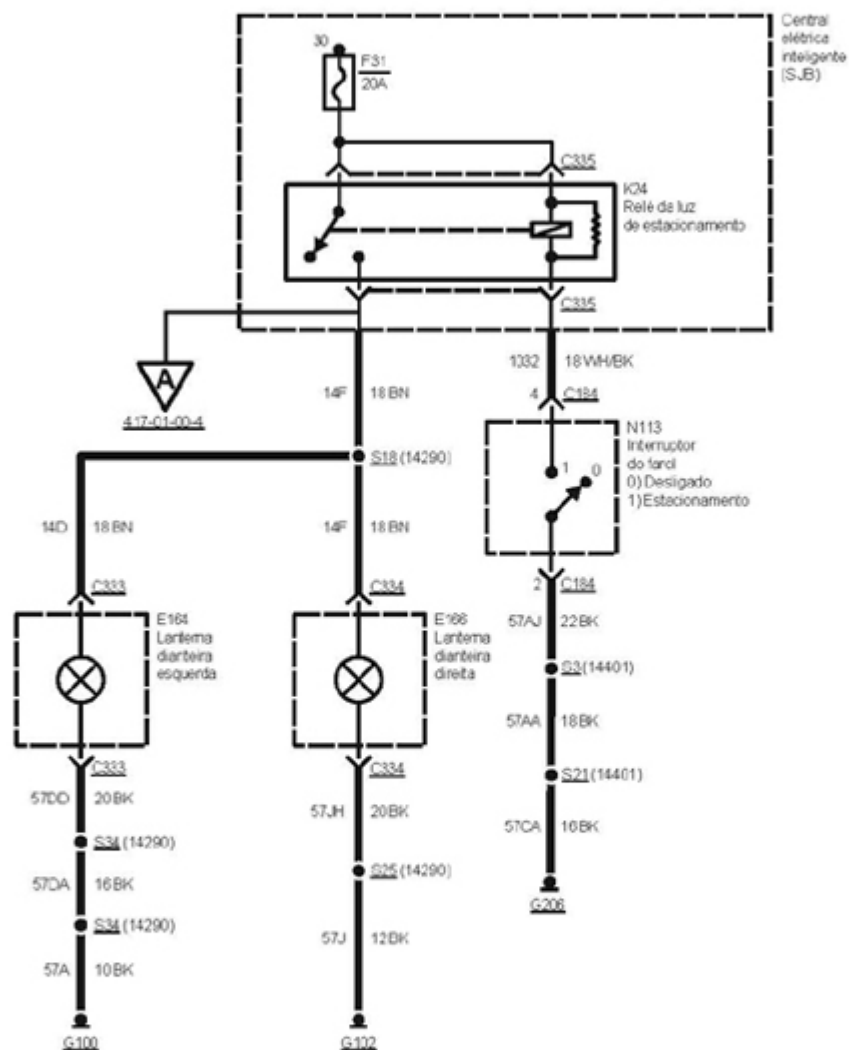 Central
elétrica
inteligente
(SJB)
30
F31
20A
C335
K24
Relé da luz
de estacionamento
C335
A
417-01-00-4
1032 18 WH/BK
14F 18 BN
4 C184
N113
Interruptor
do farol
0) Desligado
1) Estacionamento
1 0
S18 (14290)
14D 18 BN
14F 18 BN
2 C184
C333
C334
57AJ 22 BK
E164
Lanterna
dianteira
esquerda
E166
Lanterna
dianteira
direita
S3 (14401)
57AA 18 BK
C333
C334
S21 (14401)
57DD 20 BK
57JH 20 BK
57CA 16 BK
S34 (14290)
S25 (14290)
57DA 16 BK
G206
S34 (14290)
57J 12 BK
57A 10 BK
G100
G102